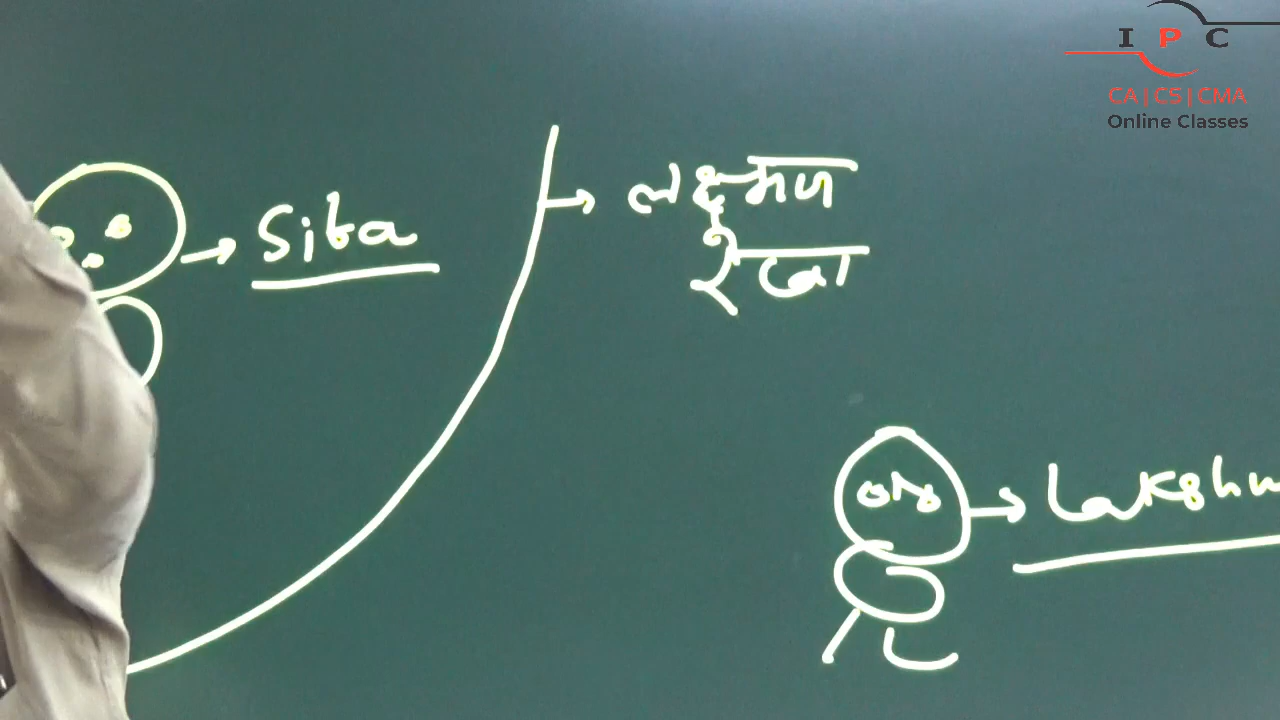 I P C
CA|CS|CMA
Online Classes
→ Sita
→ लक्ष्मण
रेखा
→ Lakshm